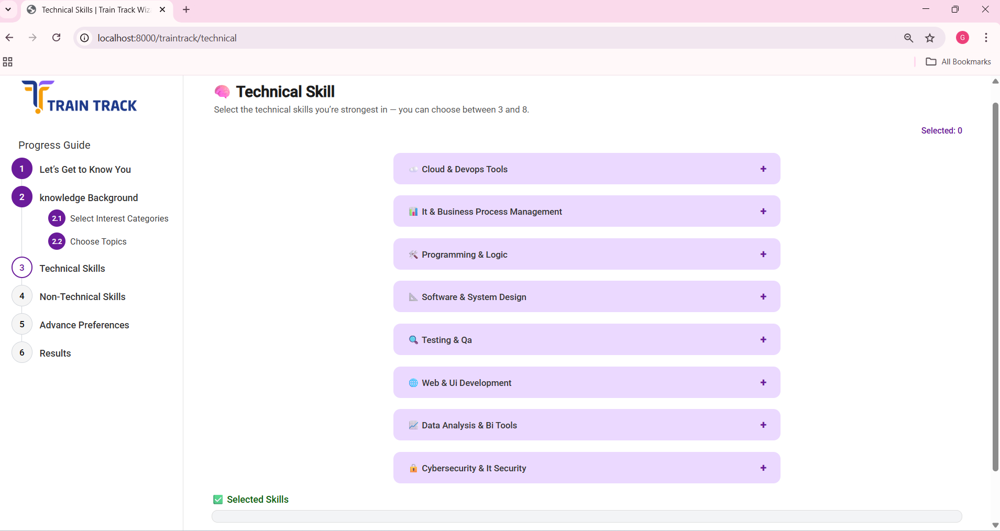 Technical Skills | Train Track Wiz
localhost:8000/traintrack/technical
G
All Bookmarks
TRAIN TRACK
Progress Guide
1 Let’s Get to Know You
2 knowledge Background
2.1 Select Interest Categories
2.2 Choose Topics
3 Technical Skills
4 Non-Technical Skills
5 Advance Preferences
6 Results
Technical Skill
Select the technical skills you’re strongest in — you can choose between 3 and 8.
Selected: 0
Cloud & Devops Tools +
It & Business Process Management +
Programming & Logic +
Software & System Design +
Testing & Qa +
Web & Ui Development +
Data Analysis & Bi Tools +
Cybersecurity & It Security +
Selected Skills